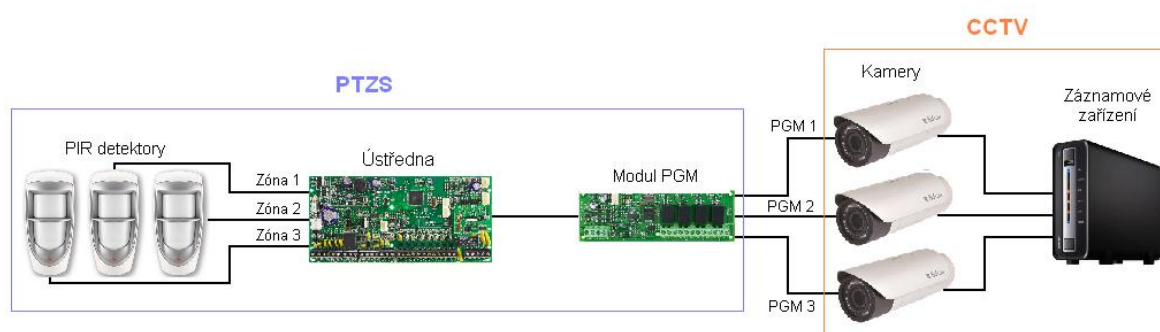 CCTV
PTZS
Kamery
Záznamové
zařízení
PIR detektory
Ústředna
Modul PGM
Zóna 1
Zóna 2
Zóna 3
PGM 1
PGM 2
PGM 3